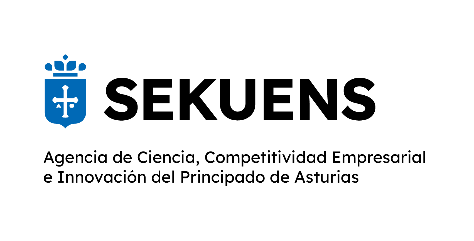 SEKUENS
Agencia de Ciencia, Competitividad Empresarial
e Innovación del Principado de Asturias